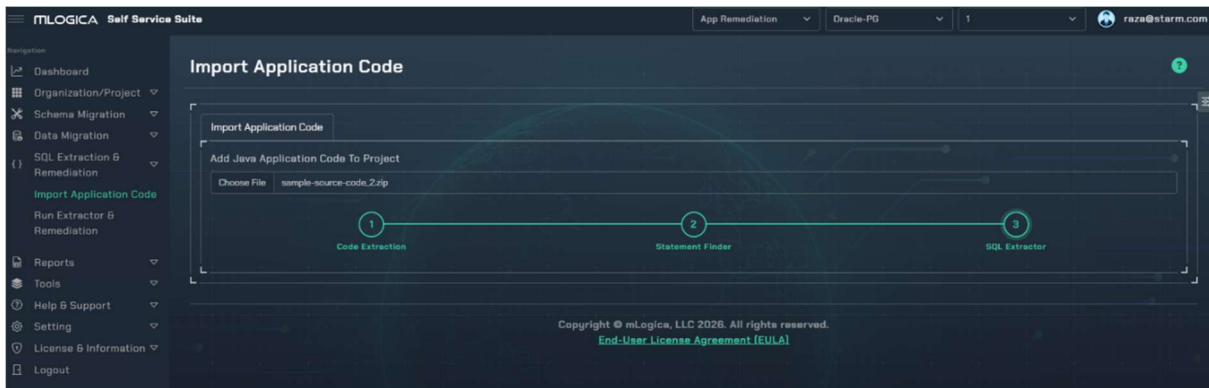 mLOGICA Self Service Suite
App Remediation
Oracle-PG
1
raza@starm.com
Navigation
Dashboard
Organization/Project
Schema Migration
Data Migration
SQL Extraction &
Remediation
Import Application Code
Run Extractor &
Remediation
Reports
Tools
Help & Support
Setting
License & Information
Logout
Import Application Code
?
Import Application Code
Add Java Application Code To Project
Choose File sample-source-code_2.zip
1
Code Extraction
2
Statement Finder
3
SQL Extractor
Copyright © mLogica, LLC 2026. All rights reserved.
End-User License Agreement (EULA)